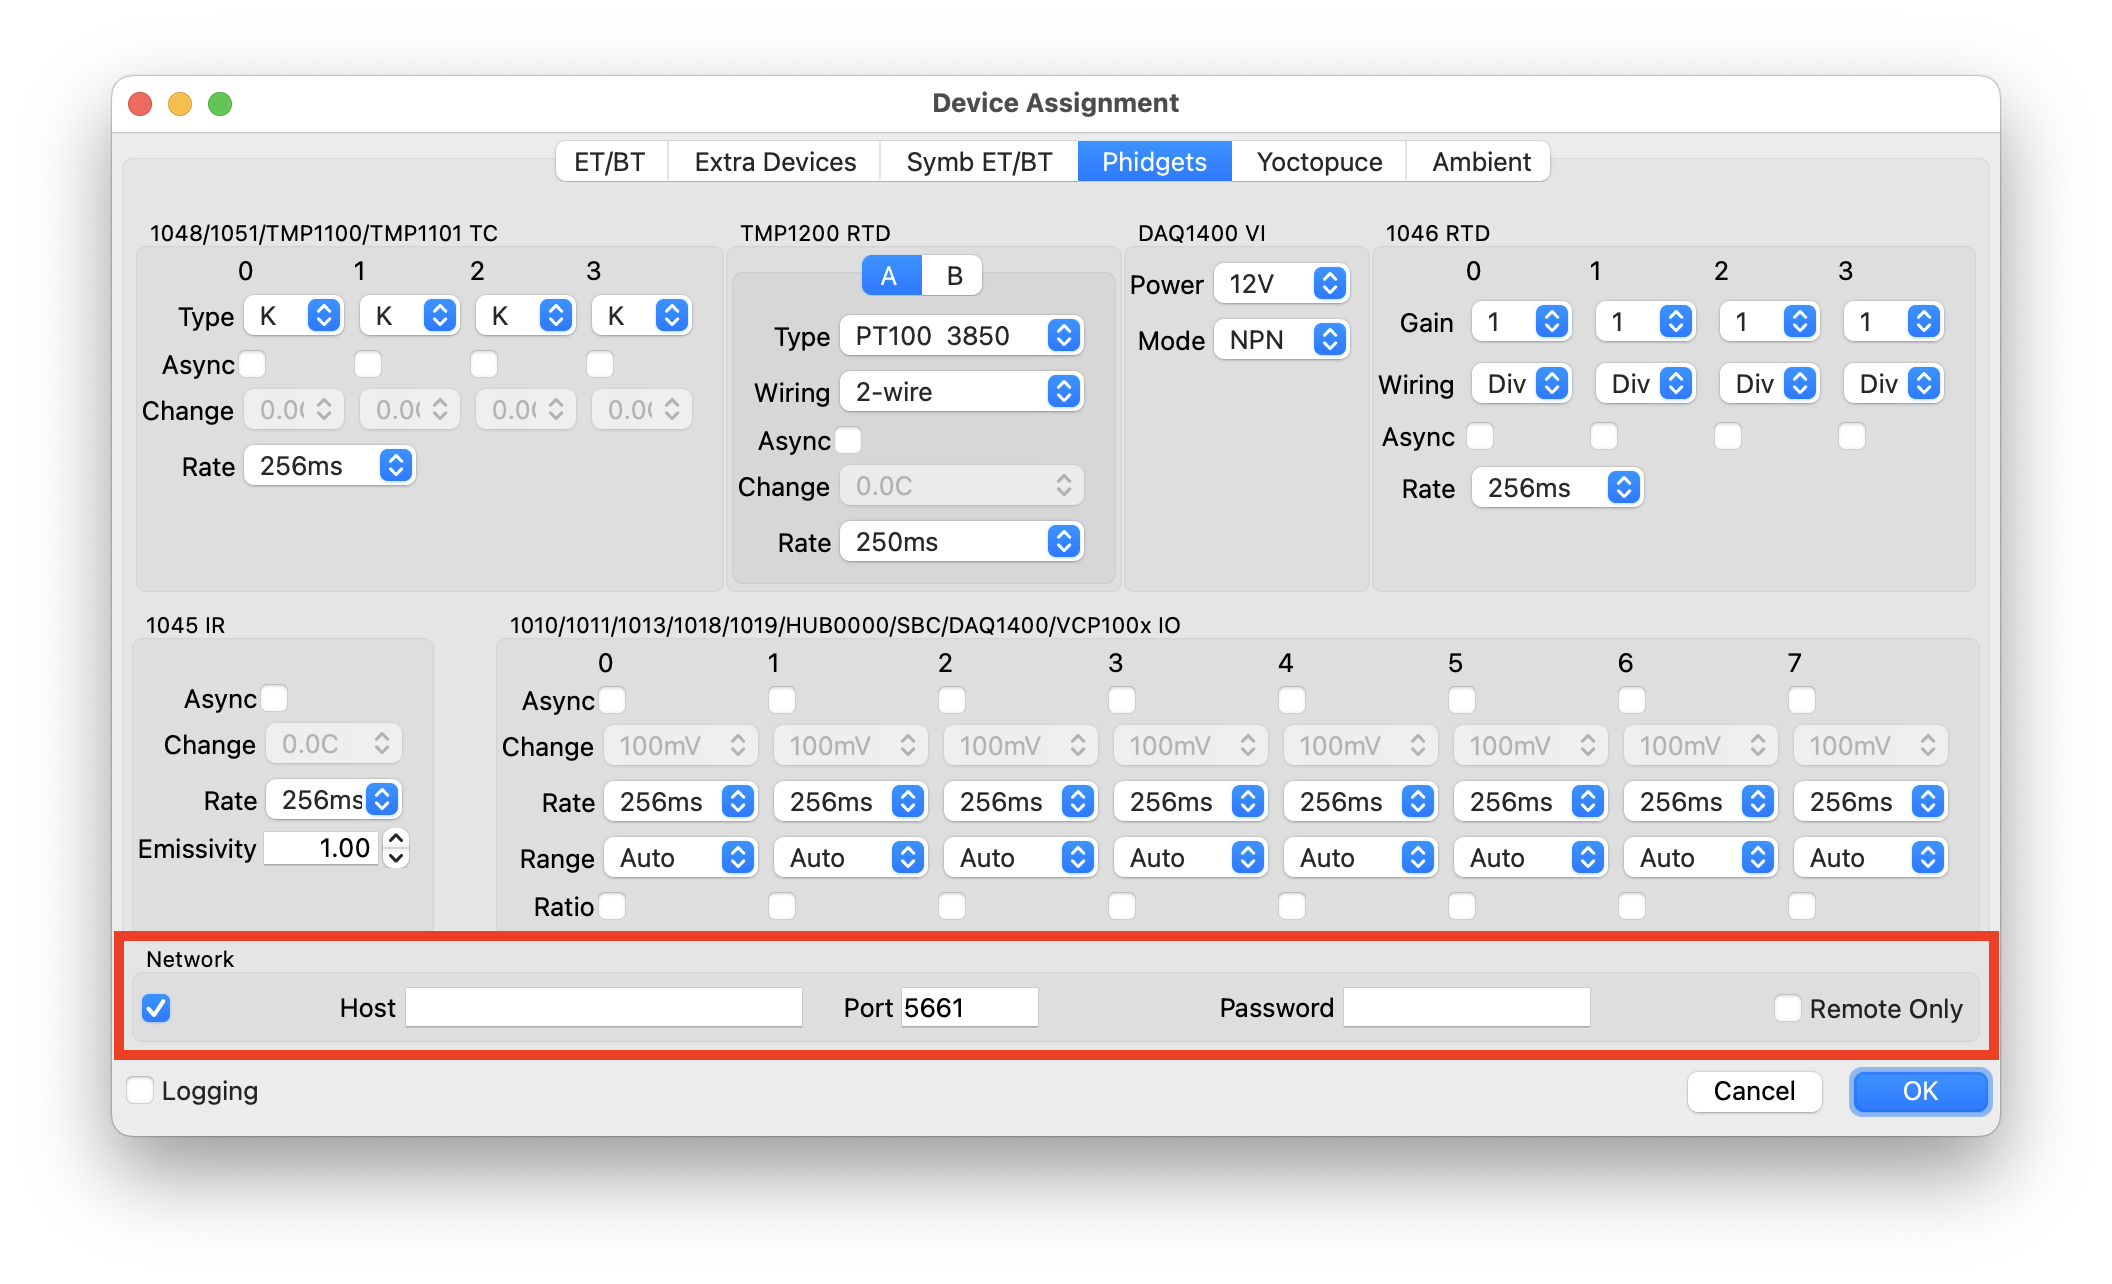 Device Assignment
ET/BT Extra Devices Symb ET/BT Phidgets Yoctopuce Ambient
1048/1051/TMP1100/TMP1101 TC
0 1 2 3
Type K K K K
Async
Change 0.0( 0.0( 0.0( 0.0(
Rate 256ms
TMP1200 RTD
A B
Type PT100 3850
Wiring 2-wire
Async
Change 0.0C
Rate 250ms
DAQ1400 VI
Power 12V
Mode NPN
1046 RTD
0 1 2 3
Gain 1 1 1 1
Wiring Div Div Div Div
Async
Rate 256ms
1045 IR
Async
Change 0.0C
Rate 256ms
Emissivity 1.00
1010/1011/1013/1018/1019/HUB0000/SBC/DAQ1400/VCP100x IO
0 1 2 3 4 5 6 7
Async
Change 100mV 100mV 100mV 100mV 100mV 100mV 100mV 100mV
Rate 256ms 256ms 256ms 256ms 256ms 256ms 256ms 256ms
Range Auto Auto Auto Auto Auto Auto Auto Auto
Ratio
Network
Host Port 5661 Password Remote Only
Logging Cancel OK